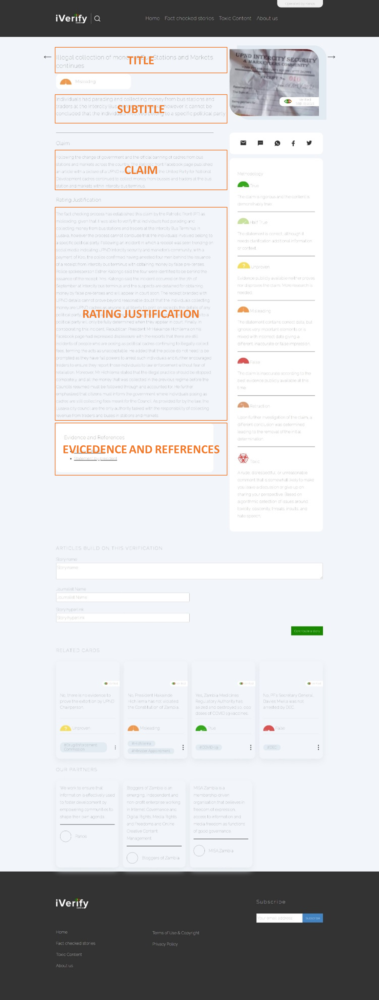 Operated by Panos
iVerify
Home Fact checked stories Toxic Content About us
Illegal collection of money at Bus Stations and Markets
continues
TITLE
Misleading
Individuals had parading and collecting money from bus stations and
traders at the Intercity Bus however it cannot be
concluded that the individuals involved belong to a specific political party
SUBTITLE
UPND INTERCITY SECURITY
& MARKETEERS COMMUNITY
RECEIPT No. 010
Received from
The Sum of
Being payment for
Signature
Verified
Sep, 13 2021
Claim
Following the change of government and the official banning of cadres from bus
stations and markets across the country. The Patriotic front Facebook page published
an article with a picture of a UPND the United Party for National
Development cadres continued to collect money from busses and traders at the bus
station and markets within intercity bus terminus.
CLAIM
Rating Justification
The fact checking process has established this claim by the Patriotic Front (PF) as
misleading, given that it was able to verify that individuals had parading and
collecting money from bus stations and traders at the Intercity Bus Terminus in
Lusaka, however the process cannot conclude that the individuals involved belong to
a specific political party. Following an incident in which a receipt was seen trending on
social media indicating UPND Intercity security and marketers community, with a
payment of K20, the police confirmed having arrested four men behind the issuance
of a receipt from intercity bus terminus with obtaining money by false pre-tenses.
Police spokesperson Esther Katongo said the four were identified to be behind the
issuance of the receipt. Mrs. Katongo said the incident occurred on the 7th of
September at Intercity bus terminus and the suspects are detained for obtaining
money by false pre-tenses and will appear in court soon. The receipt branded with
UPND details cannot prove beyond reasonable doubt that the individuals collecting
money are UPND cadres as anyone is at liberty to print on receipts the details of any
political party, to a
political party will only be fully determined when they appear in court. Finally, in
corroborating this incident, Republican President Mr Hakainde Hichilema on his
Facebook page had expressed displeasure with the reports that there are still
incidents of people who are posing as political cadres continuing to illegally collect
fees, terming the acts as unacceptable. He added that the police do not need to be
prompted as they have full powers to arrest such individuals and further encouraged
traders to ensure they report those individuals to law enforcement without fear of
retaliation. Moreover, Mr Hichilema stated that the illegal practice should be stopped
completely and all the money that was collected in the previous regime before the
Councils resumed must be followed through and accounted for. He further
emphasized that citizens must inform the government where individuals posing as
cadres are still collecting fees meant for the Council. As provided for by the law, the
Lusaka city council are the only authority tasked with the responsibility of collecting
revenue from traders and buses in stations and markets.
RATING JUSTIFICATION
Evidence and References
EVICEDENCE AND REFERENCES
Statement by president
Methodology
True
The claim is rigorous and the content is
demonstrably true.
Half True
The statement is correct, although it
needs clarification additional information
or context.
Unproven
Evidence publicly available neither proves
nor disproves the claim. More research is
needed.
Misleading
The statement contains correct data, but
ignores very important elements or is
mixed with incorrect data giving a
different, inaccurate or false impression.
False
The claim is inaccurate according to the
best evidence publicly available at this
time.
Retraction
Upon further investigation of the claim, a
different conclusion was determined
leading to the removal of the initial
determination.
Toxic
A rude, disrespectful, or unreasonable
comment that is somewhat likely to make
you leave a discussion or give up on
sharing your perspective. Based on
algorithmic detection of issues around
toxicity, obscenity, threats, insults, and
hate speech.
ARTICLES BUILD ON THIS VERIFICATION
Story name
Story name
Journalist Name
Journalist Name
Story hyperlink
Story hyperlink
Contribute a story
RELATED CARDS
Verified
No, there is no evidence to
prove the extortion by UPND
Chairperson.
Unproven
#Drug Enforcement
Commission
Verified
No, President Hakainde
Hichilema has not violated
the Constitution of Zambia.
Misleading
#Hichilema
#Minister Appointment
Verified
Yes, Zambia Medicines
Regulatory Authority has
seized and destroyed 10, 000
doses of COVID 19 vaccines.
True
#COVID-19
Verified
No, PF's Secretary General,
Davies Mwila was not
arrested by DEC.
False
#DEC
OUR PARTNERS
We work to ensure that
information is effectively used
to foster development by
empowering communities to
shape their own agenda.
Panos
Bloggers of Zambia is an
emerging, independent and
non-profit enterprise working
in Internet Governance and
Digital Rights, Media Rights
and Freedoms and Online
Creative Content
Management.
Bloggers of Zambia
MISA Zambia is a
membership driven
organisation that believes in
freedom of expression,
access to information and
media freedom as functions
of good governance
MISA Zambia
iVerify
Subscribe
Your email address
Subscribe
Home
Fact checked stories
Toxic Content
About us
Terms of Use & Copyright
Privacy Policy